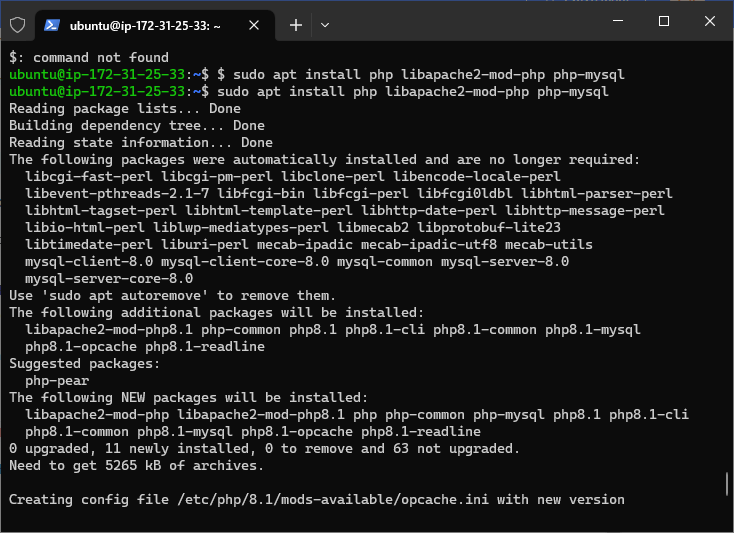 ubuntu@ip-172-31-25-33: ~
$: command not found
ubuntu@ip-172-31-25-33:~$ $ sudo apt install php libapache2-mod-php php-mysql
ubuntu@ip-172-31-25-33:~$ sudo apt install php libapache2-mod-php php-mysql
Reading package lists... Done
Building dependency tree... Done
Reading state information... Done
The following packages were automatically installed and are no longer required:
  libcgi-fast-perl libcgi-pm-perl libclone-perl libencode-locale-perl
  libevent-pthreads-2.1-7 libfcgi-bin libfcgi-perl libfcgi0ldbl libhtml-parser-perl
  libhtml-tagset-perl libhtml-template-perl libhttp-date-perl libhttp-message-perl
  libio-html-perl liblwp-mediatypes-perl libmecab2 libprotobuf-lite23
  libtimedate-perl liburi-perl mecab-ipadic mecab-ipadic-utf8 mecab-utils
  mysql-client-8.0 mysql-client-core-8.0 mysql-common mysql-server-8.0
  mysql-server-core-8.0
Use 'sudo apt autoremove' to remove them.
The following additional packages will be installed:
  libapache2-mod-php8.1 php-common php8.1 php8.1-cli php8.1-common php8.1-mysql
  php8.1-opcache php8.1-readline
Suggested packages:
  php-pear
The following NEW packages will be installed:
  libapache2-mod-php libapache2-mod-php8.1 php php-common php-mysql php8.1 php8.1-cli
  php8.1-common php8.1-mysql php8.1-opcache php8.1-readline
0 upgraded, 11 newly installed, 0 to remove and 63 not upgraded.
Need to get 5265 kB of archives.
Creating config file /etc/php/8.1/mods-available/opcache.ini with new version